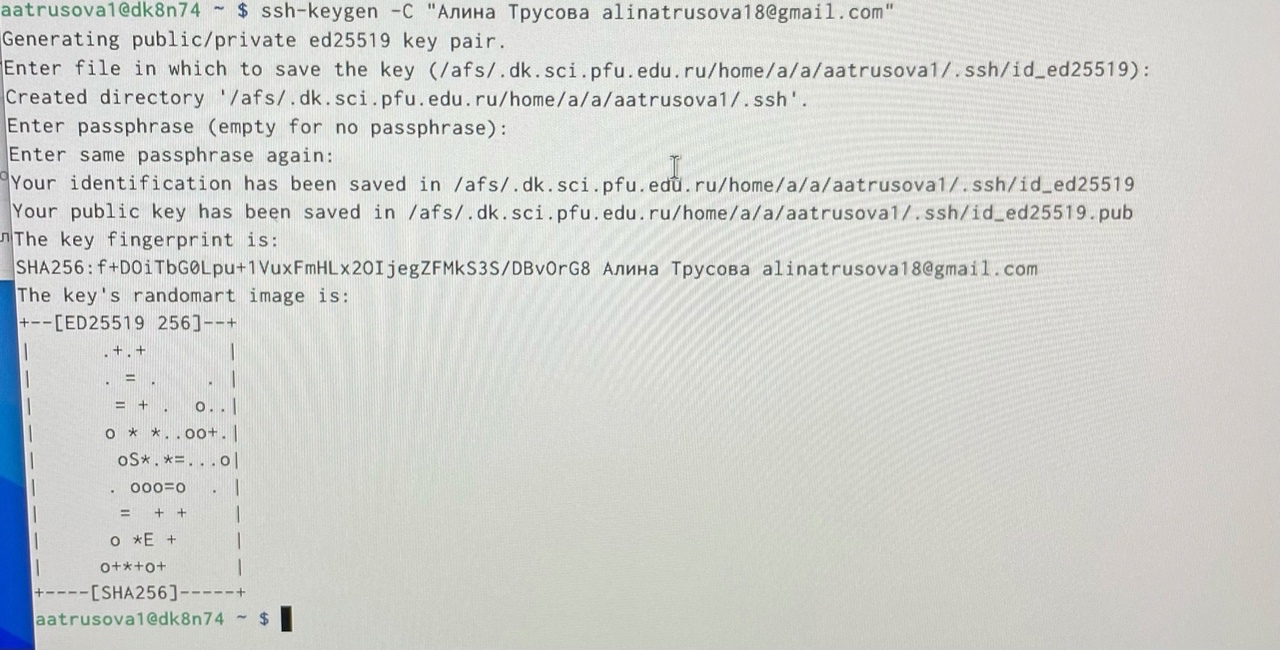 aatrusova1@dk8n74 ~ $ ssh-keygen -C "Алина Трусова alinatrusova18@gmail.com"
Generating public/private ed25519 key pair.
Enter file in which to save the key (/afs/.dk.sci.pfu.edu.ru/home/a/a/aatrusova1/.ssh/id_ed25519):
Created directory '/afs/.dk.sci.pfu.edu.ru/home/a/a/aatrusova1/.ssh'.
Enter passphrase (empty for no passphrase):
Enter same passphrase again:
Your identification has been saved in /afs/.dk.sci.pfu.edu.ru/home/a/a/aatrusova1/.ssh/id_ed25519
Your public key has been saved in /afs/.dk.sci.pfu.edu.ru/home/a/a/aatrusova1/.ssh/id_ed25519.pub
The key fingerprint is:
SHA256:f+DOiTbG0Lpu+1VuxFmHLx2OIjegZFMkS3S/DBvOrG8 Алина Трусова alinatrusova18@gmail.com
The key's randomart image is:
+--[ED25519 256]--+
|      .+.+       |
|      . = .    . |
|       = + .  o..|
|      o * *..oo+.|
|       oS*.*=...o|
|      . ooo=o  . |
|       =  + +    |
|      o *E +     |
|     o+*+o+      |
+----[SHA256]-----+
aatrusova1@dk8n74 ~ $